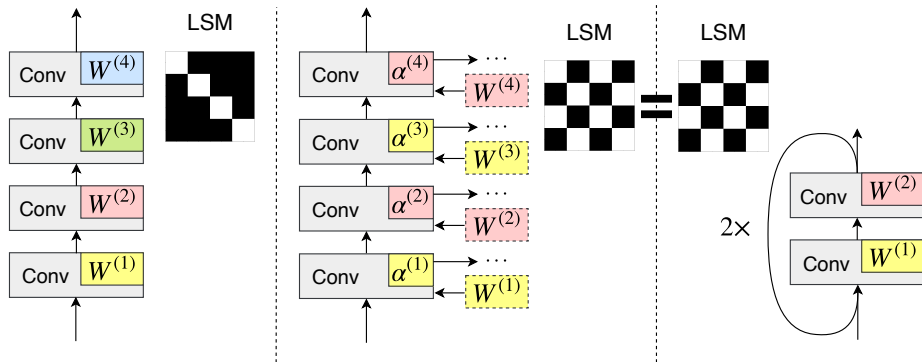 LSM
Conv W^{(4)}
Conv W^{(3)}
Conv W^{(2)}
Conv W^{(1)}
LSM
Conv α^{(4)} ⋯
W^{(4)}
Conv α^{(3)} ⋯
W^{(3)}
Conv α^{(2)} ⋯
W^{(2)}
Conv α^{(1)} ⋯
W^{(1)}
=
LSM
2×
Conv W^{(2)}
Conv W^{(1)}